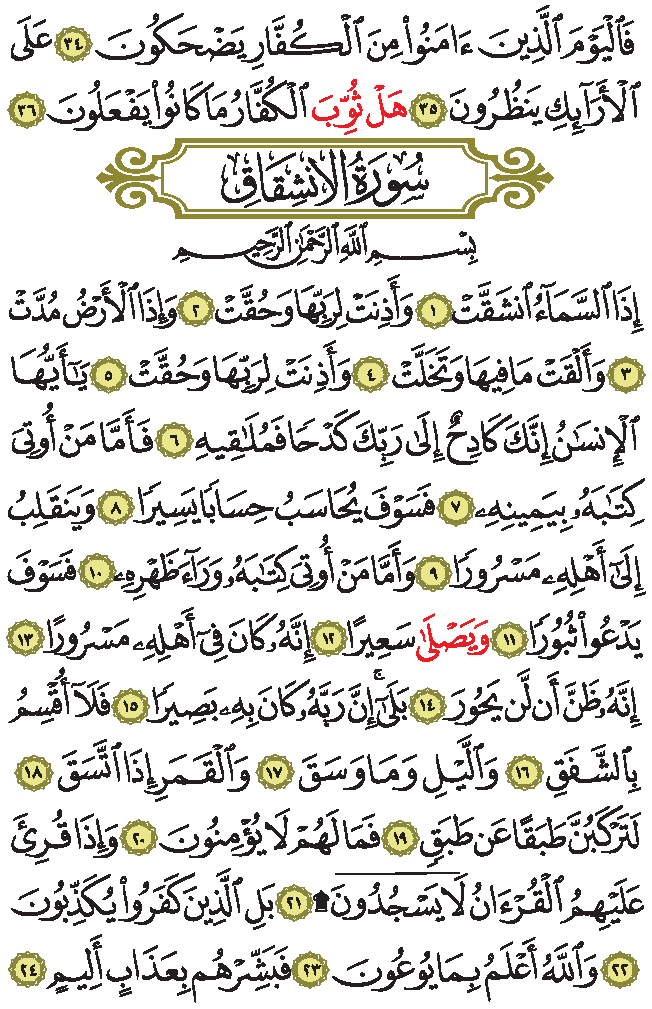 فَٱلْيَوْمَ ٱلَّذِينَ ءَامَنُوا۟ مِنَ ٱلْكُفَّارِ يَضْحَكُونَ ٣٤ عَلَى
ٱلْأَرَآئِكِ يَنظُرُونَ ٣٥ هَلْ ثُوِّبَ ٱلْكُفَّارُ مَا كَانُوا۟ يَفْعَلُونَ ٣٦
سُورَةُ الِانشِقَاقِ
بِسْمِ ٱللَّهِ ٱلرَّحْمَٰنِ ٱلرَّحِيمِ
إِذَا ٱلسَّمَآءُ ٱنشَقَّتْ ١ وَأَذِنَتْ لِرَبِّهَا وَحُقَّتْ ٢ وَإِذَا ٱلْأَرْضُ مُدَّتْ
٣ وَأَلْقَتْ مَا فِيهَا وَتَخَلَّتْ ٤ وَأَذِنَتْ لِرَبِّهَا وَحُقَّتْ ٥ يَٰٓأَيُّهَا
ٱلْإِنسَٰنُ إِنَّكَ كَادِحٌ إِلَىٰ رَبِّكَ كَدْحًا فَمُلَٰقِيهِ ٦ فَأَمَّا مَنْ أُوتِىَ
كِتَٰبَهُۥ بِيَمِينِهِۦ ٧ فَسَوْفَ يُحَاسَبُ حِسَابًا يَسِيرًا ٨ وَيَنقَلِبُ
إِلَىٰٓ أَهْلِهِۦ مَسْرُورًا ٩ وَأَمَّا مَنْ أُوتِىَ كِتَٰبَهُۥ وَرَآءَ ظَهْرِهِۦ ١٠ فَسَوْفَ
يَدْعُوا۟ ثُبُورًا ١١ وَيَصْلَىٰ سَعِيرًا ١٢ إِنَّهُۥ كَانَ فِىٓ أَهْلِهِۦ مَسْرُورًا ١٣
إِنَّهُۥ ظَنَّ أَن لَّن يَحُورَ ١٤ بَلَىٰٓۚ إِنَّ رَبَّهُۥ كَانَ بِهِۦ بَصِيرًا ١٥ فَلَآ أُقْسِمُ
بِٱلشَّفَقِ ١٦ وَٱلَّيْلِ وَمَا وَسَقَ ١٧ وَٱلْقَمَرِ إِذَا ٱتَّسَقَ ١٨
لَتَرْكَبُنَّ طَبَقًا عَن طَبَقٍ ١٩ فَمَا لَهُمْ لَا يُؤْمِنُونَ ٢٠ وَإِذَا قُرِئَ
عَلَيْهِمُ ٱلْقُرْءَانُ لَا يَسْجُدُونَ ۩ ٢١ بَلِ ٱلَّذِينَ كَفَرُوا۟ يُكَذِّبُونَ
٢٢ وَٱللَّهُ أَعْلَمُ بِمَا يُوعُونَ ٢٣ فَبَشِّرْهُم بِعَذَابٍ أَلِيمٍ ٢٤